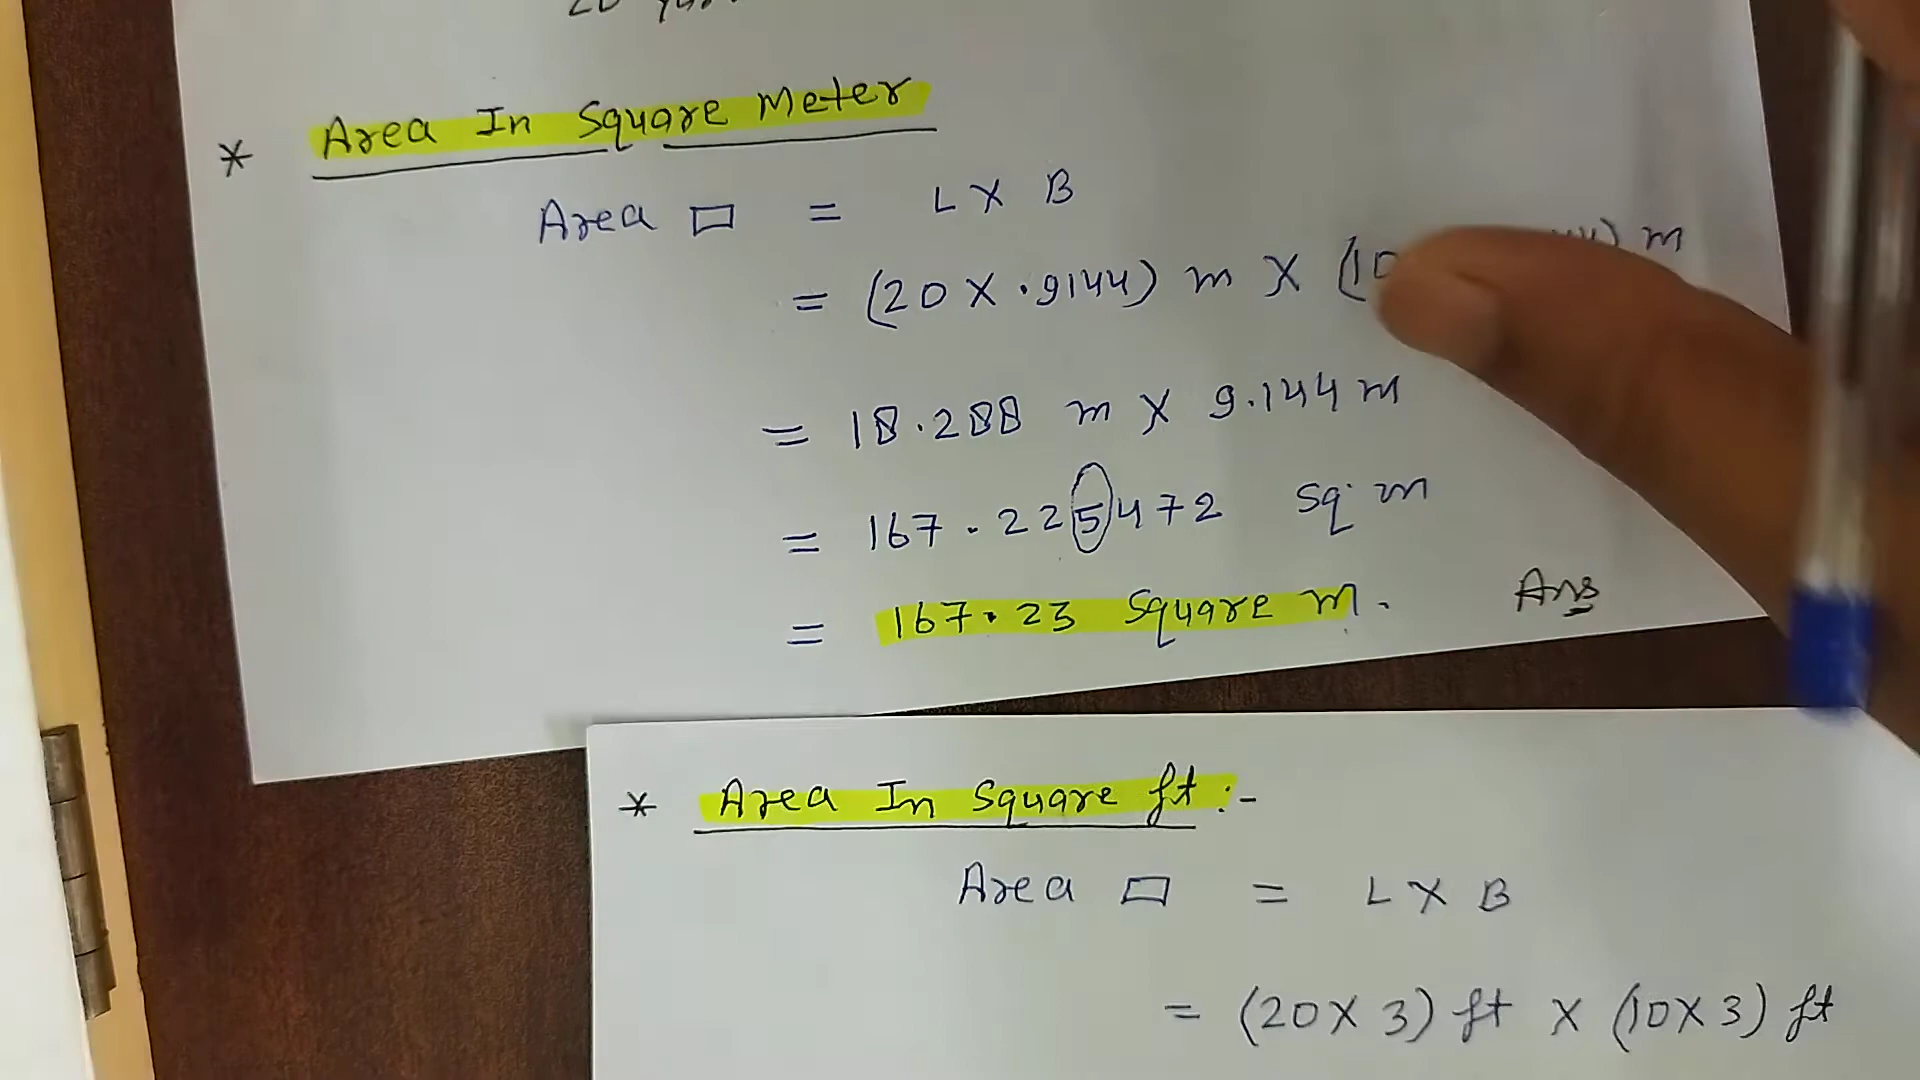 * Area In Square Meter
Area ▭ = L X B
= (20 X .9144) m X (10 m
= 18.288 m X 9.144 m
= 167.225472 Sq m
= 167.23 Square m. Ans
* Area In Square ft :-
Area ▭ = L X B
= (20 X 3) ft X (10 X 3) ft